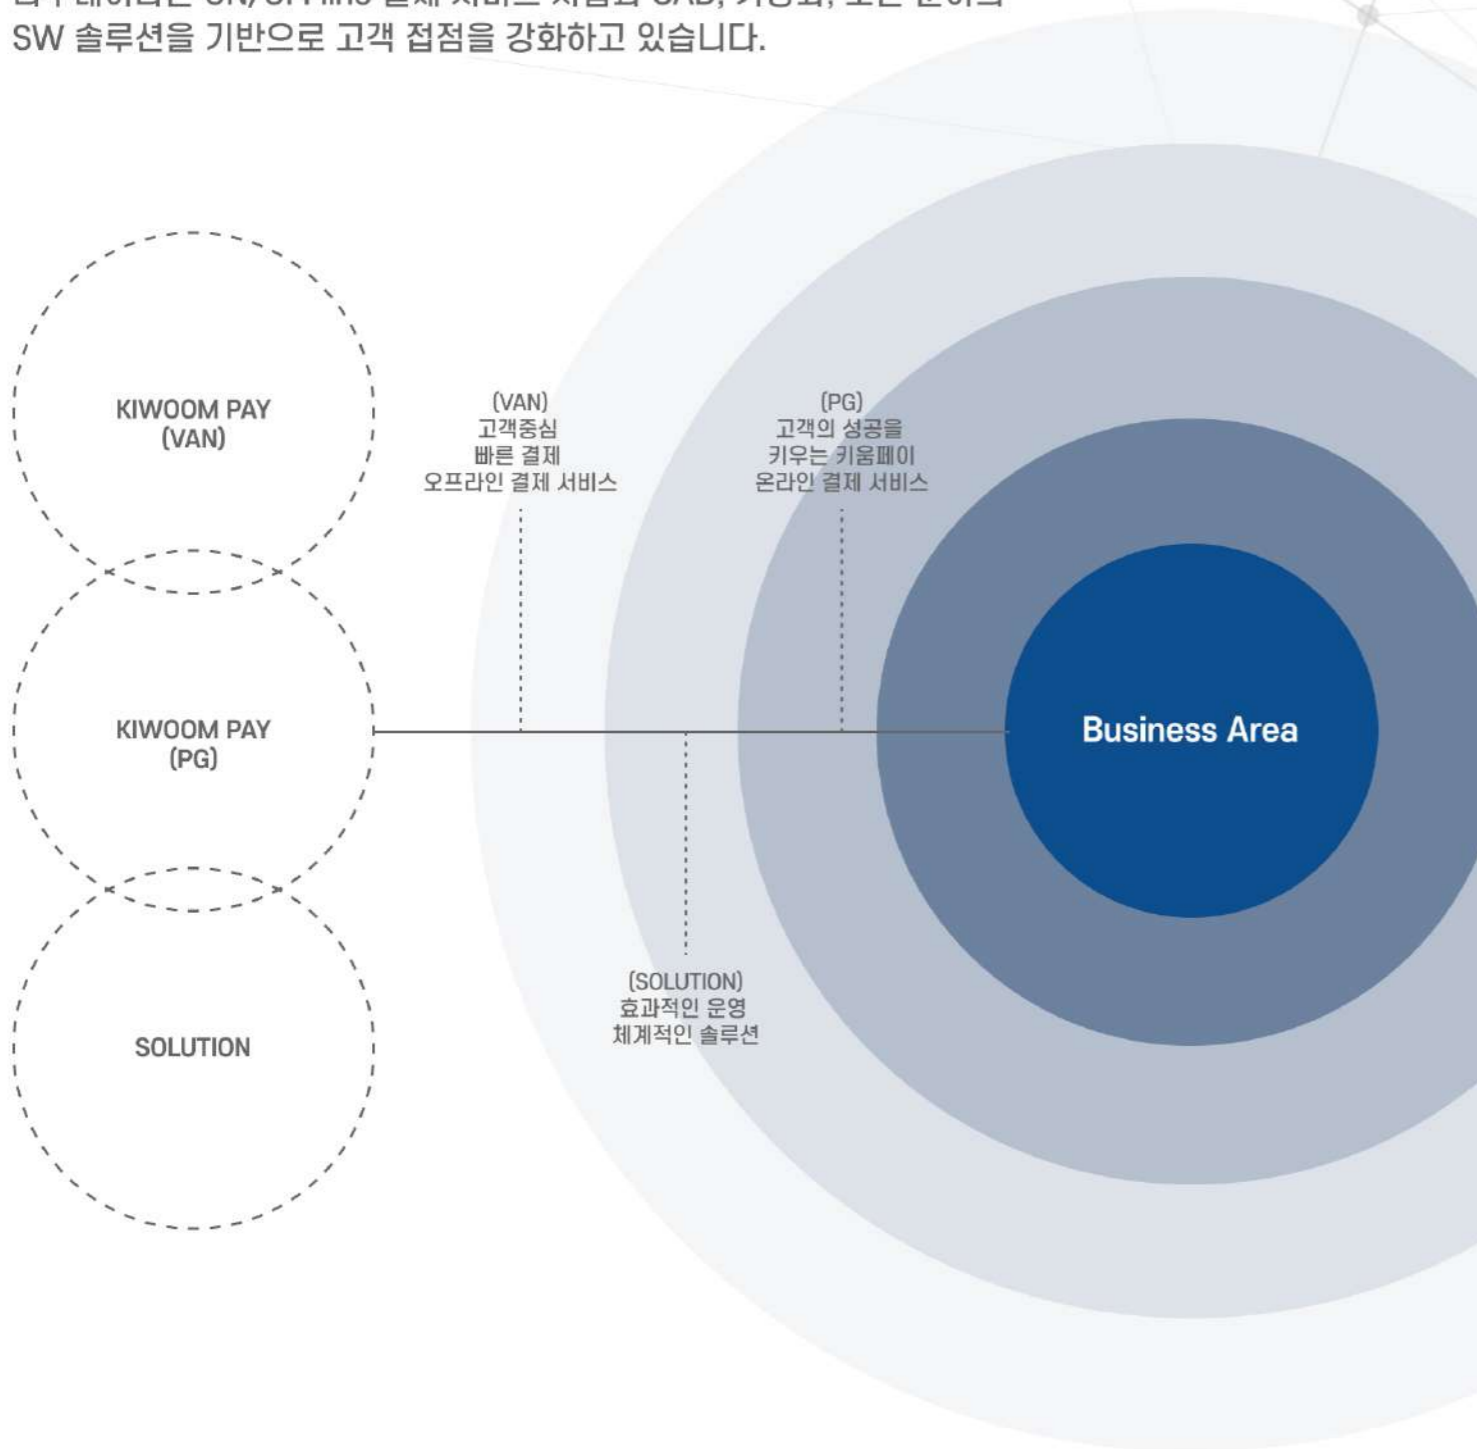 SW 솔루션을 기반으로 고객 접점을 강화하고 있습니다.
KIWOOM PAY
(VAN)
(VAN)
고객중심
빠른 결제
오프라인 결제 서비스
(PG)
고객의 성공을
키우는 키움페이
온라인 결제 서비스
KIWOOM PAY
(PG)
Business Area
(SOLUTION)
효과적인 운영
체계적인 솔루션
SOLUTION